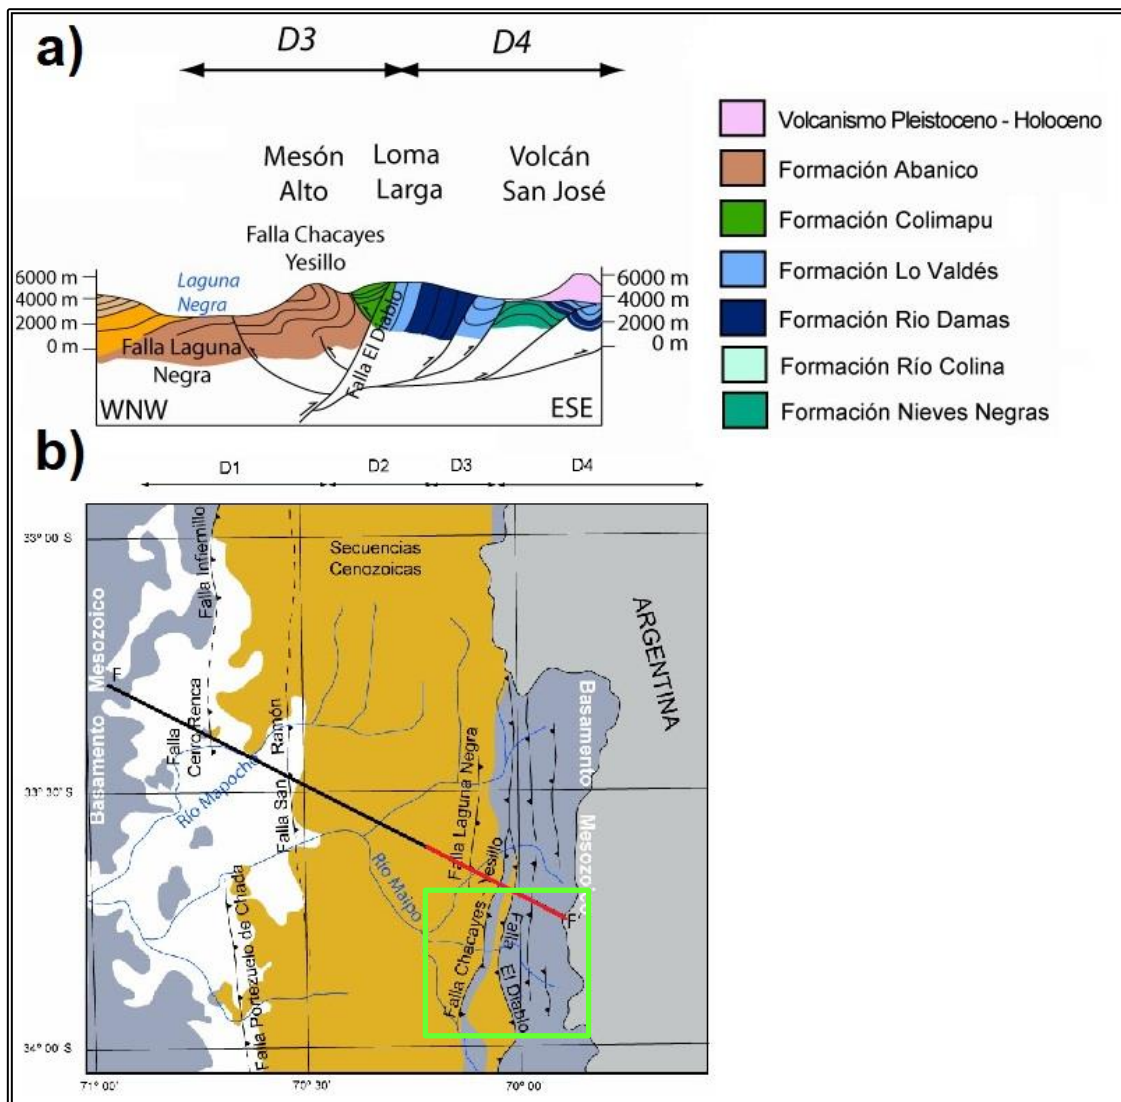 a)
D3
D4
Mesón
Alto
Loma
Larga
Volcán
San José
Falla Chacayes
Yesillo
Laguna
Negra
6000 m
4000 m
2000 m
0 m
6000 m
4000 m
2000 m
0 m
Falla Laguna
Negra
Falla El Diablo
WNW
ESE
Volcanismo Pleistoceno - Holoceno
Formación Abanico
Formación Colimapu
Formación Lo Valdés
Formación Rio Damas
Formación Río Colina
Formación Nieves Negras
b)
D1
D2
D3
D4
33° 00' S
33° 30' S
34° 00' S
71° 00'
70° 30'
70° 00'
Basamento Mesozoico
Falla Infiernillo
Secuencias
Cenozoicas
ARGENTINA
F
Falla
Cerro Renca
Río Mapocho
Falla San Ramón
Falla Laguna Negra
Basamento Mesozoico
Río Maipo
Falla Chacayes Yesillo
F'
Falla El Diablo
Falla Portezuelo de Chada